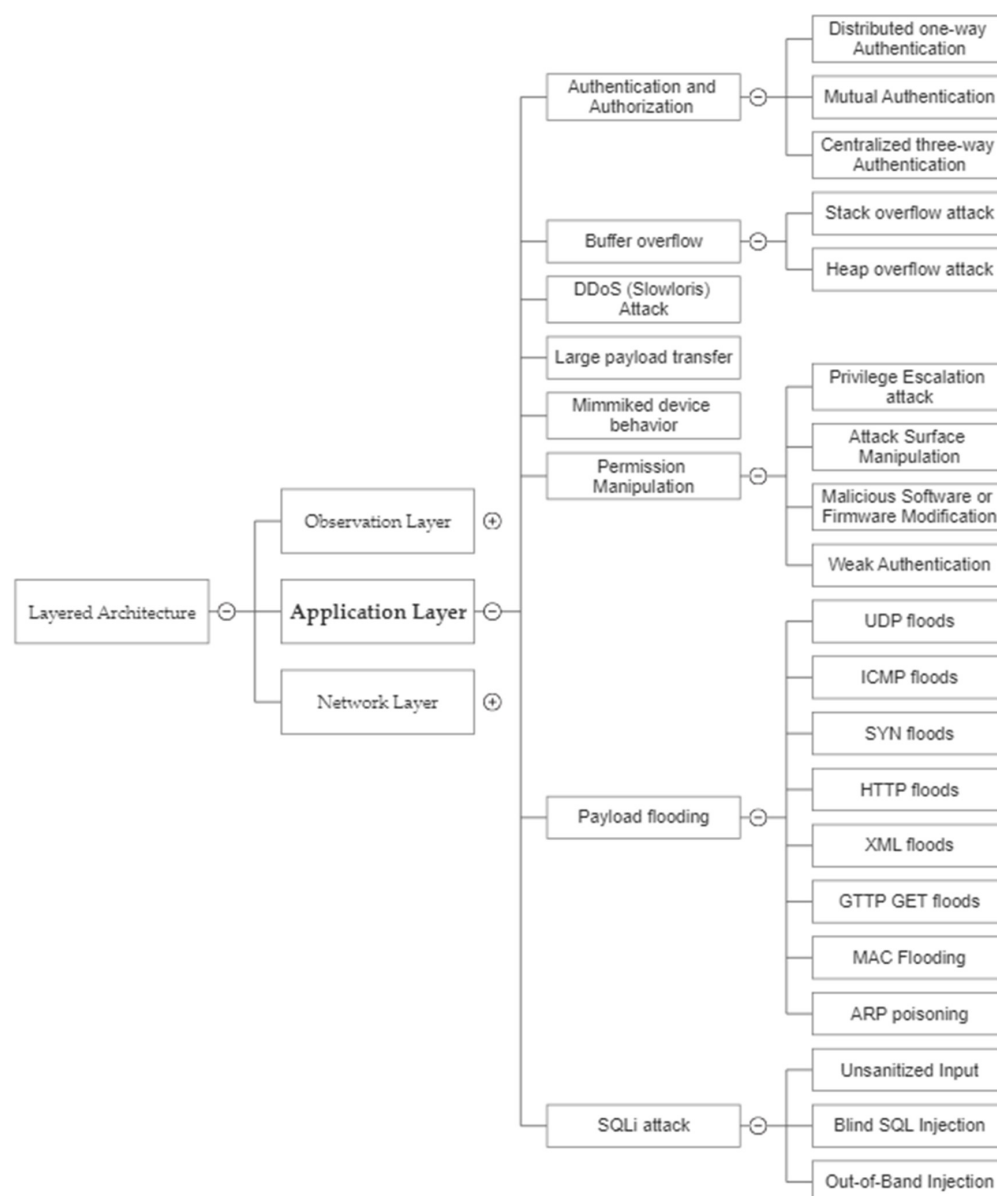 Distributed one-way
Authentication
Authentication and
Authorization
Mutual Authentication
Centralized three-way
Authentication
Stack overflow attack
Buffer overflow
Heap overflow attack
DDoS (Slowloris)
Attack
Large payload transfer
Mimmiked device
behavior
Privilege Escalation
attack
Attack Surface
Manipulation
Permission
Manipulation
Malicious Software or
Firmware Modification
Weak Authentication
Observation Layer
Layered Architecture
Application Layer
Network Layer
UDP floods
ICMP floods
SYN floods
HTTP floods
Payload flooding
XML floods
GTTP GET floods
MAC Flooding
ARP poisoning
Unsanitized Input
SQLi attack
Blind SQL Injection
Out-of-Band Injection